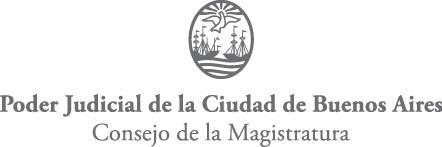 Poder Judicial de la Ciudad de Buenos Aires
Consejo de la Magistratura